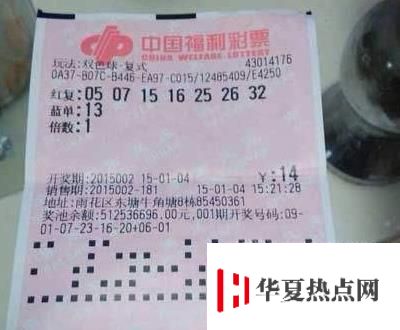 中国福利彩票
CHINA WELFARE LOTTERY
玩法:双色球-复式 43014176
0A37-B07C-B446-EA97-C015/12485409/E4250
红复:05 07 15 16 25 26 32
蓝单:13
倍数:1
开奖期:2015002 15-01-04 ¥:14
销售期:2015002-181 15-01-04 15:21:28
地址:雨花区东塘牛角塘8栋85450361
奖池余额:512536696.00元,001期开奖号码:09-
01-07-23-16-20+06-01
华夏热点网